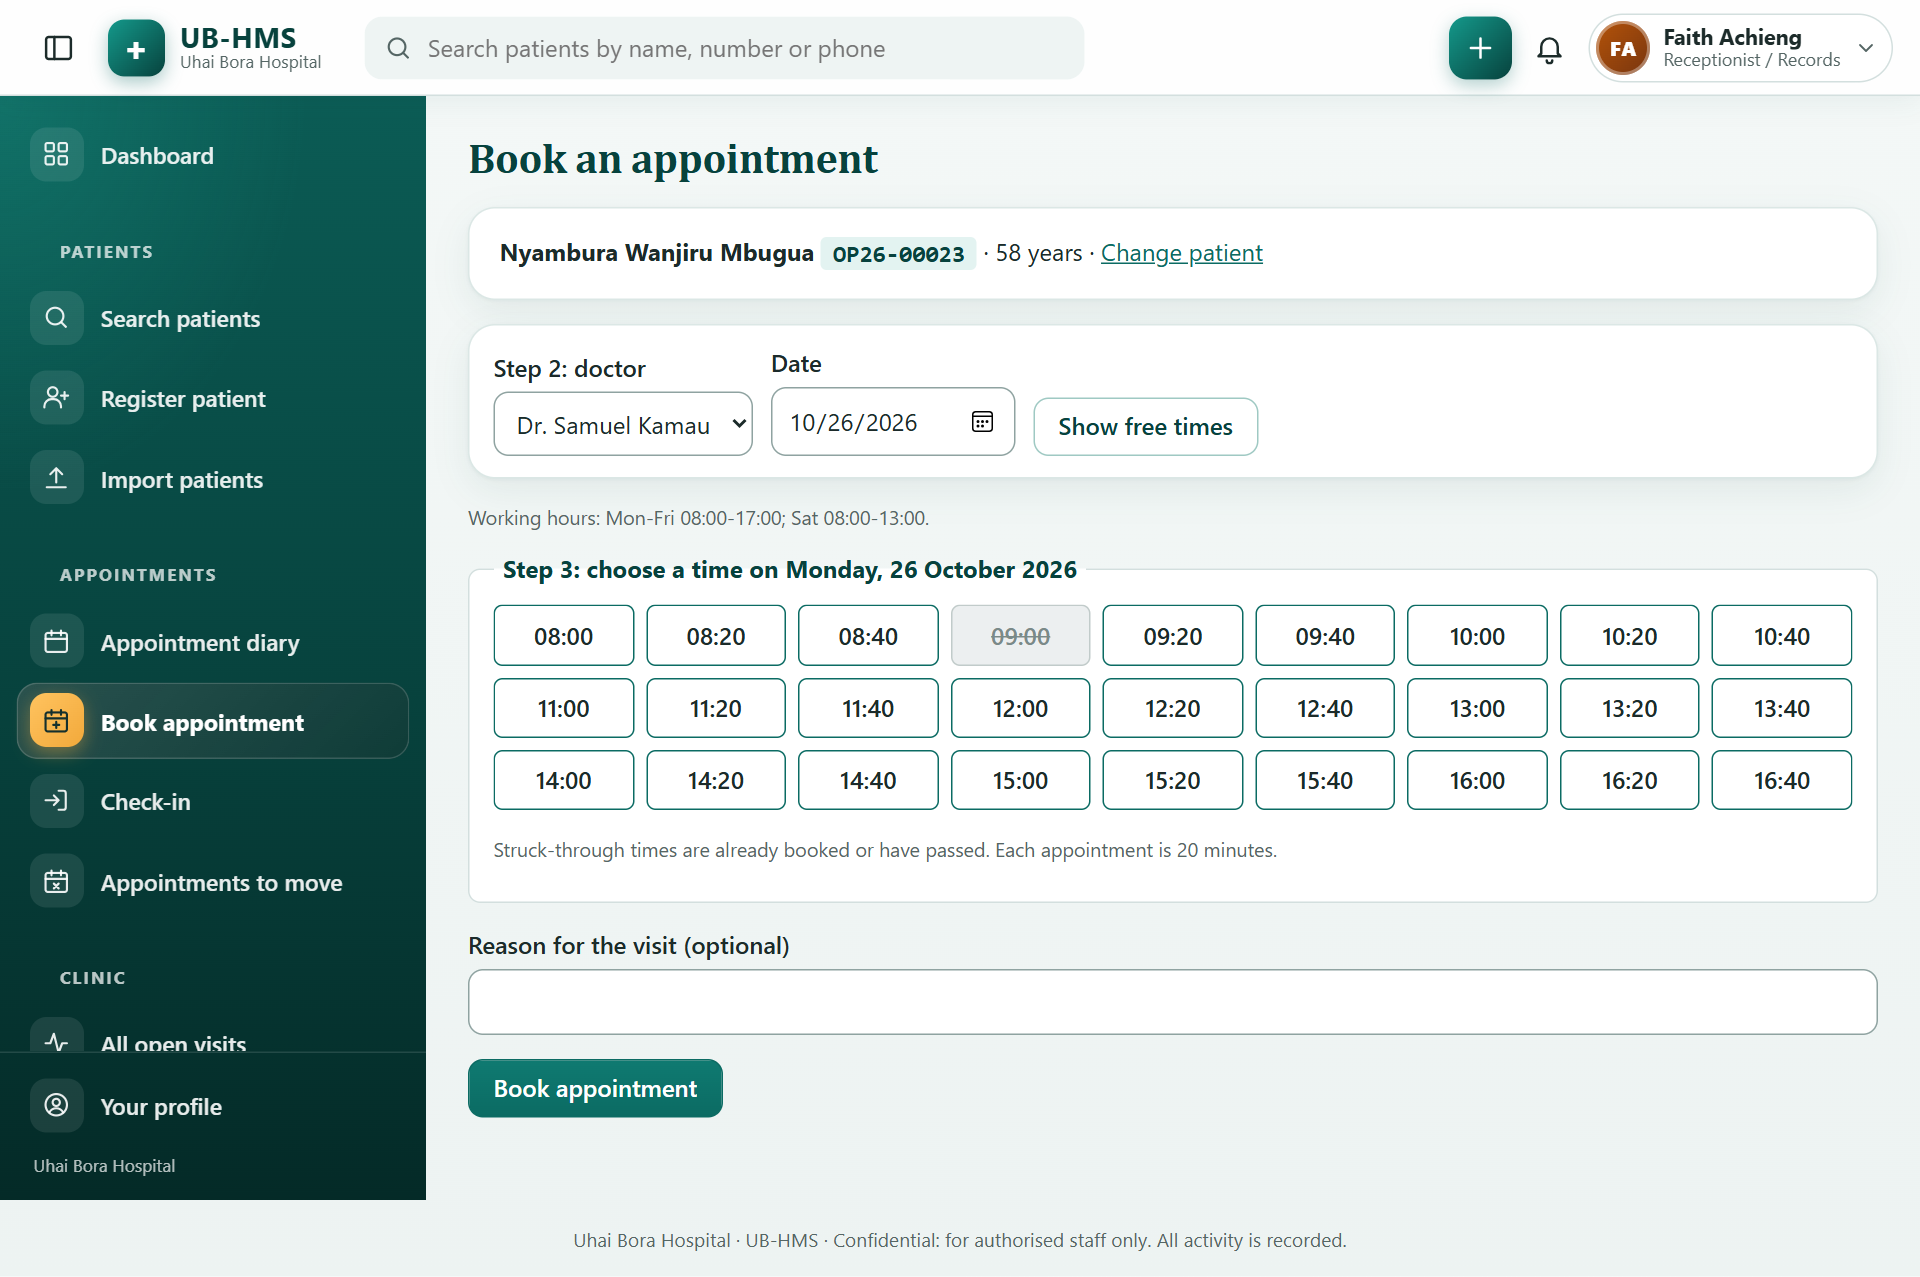 UB-HMS
Uhai Bora Hospital
Search patients by name, number or phone
FA
Faith Achieng
Receptionist / Records
Dashboard
PATIENTS
Search patients
Register patient
Import patients
APPOINTMENTS
Appointment diary
Book appointment
Check-in
Appointments to move
CLINIC
All open visits
Your profile
Uhai Bora Hospital
Book an appointment
Nyambura Wanjiru Mbugua OP26-00023 · 58 years · Change patient
Step 2: doctor
Date
Dr. Samuel Kamau
10/26/2026
Show free times
Working hours: Mon-Fri 08:00-17:00; Sat 08:00-13:00.
Step 3: choose a time on Monday, 26 October 2026
08:00 08:20 08:40 09:00 09:20 09:40 10:00 10:20 10:40
11:00 11:20 11:40 12:00 12:20 12:40 13:00 13:20 13:40
14:00 14:20 14:40 15:00 15:20 15:40 16:00 16:20 16:40
Struck-through times are already booked or have passed. Each appointment is 20 minutes.
Reason for the visit (optional)
Book appointment
Uhai Bora Hospital · UB-HMS · Confidential: for authorised staff only. All activity is recorded.